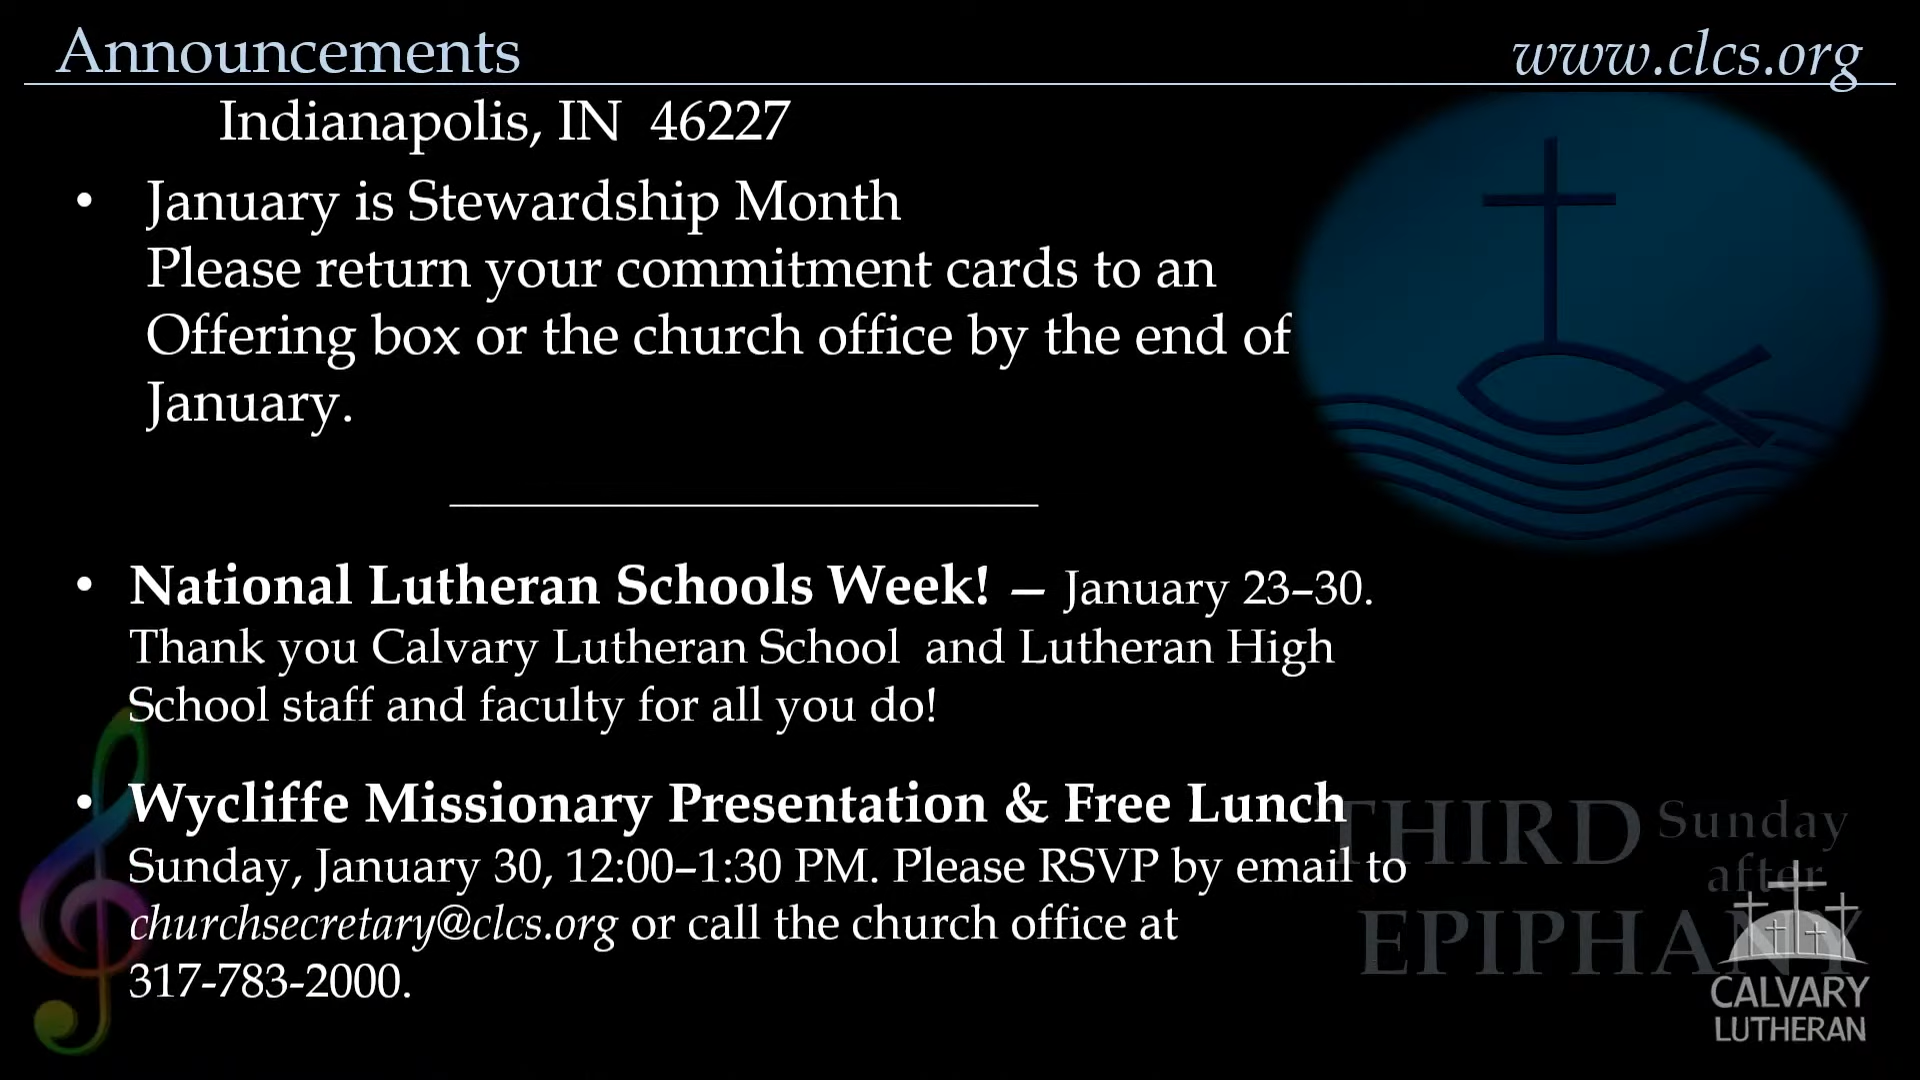 Announcements
www.clcs.org
Indianapolis, IN  46227
• January is Stewardship Month
Please return your commitment cards to an
Offering box or the church office by the end of
January.
• National Lutheran Schools Week! — January 23–30.
Thank you Calvary Lutheran School  and Lutheran High
School staff and faculty for all you do!
• Wycliffe Missionary Presentation & Free Lunch
Sunday, January 30, 12:00–1:30 PM. Please RSVP by email to
churchsecretary@clcs.org or call the church office at
317-783-2000.
THIRD Sunday
after
EPIPHANY
CALVARY
LUTHERAN